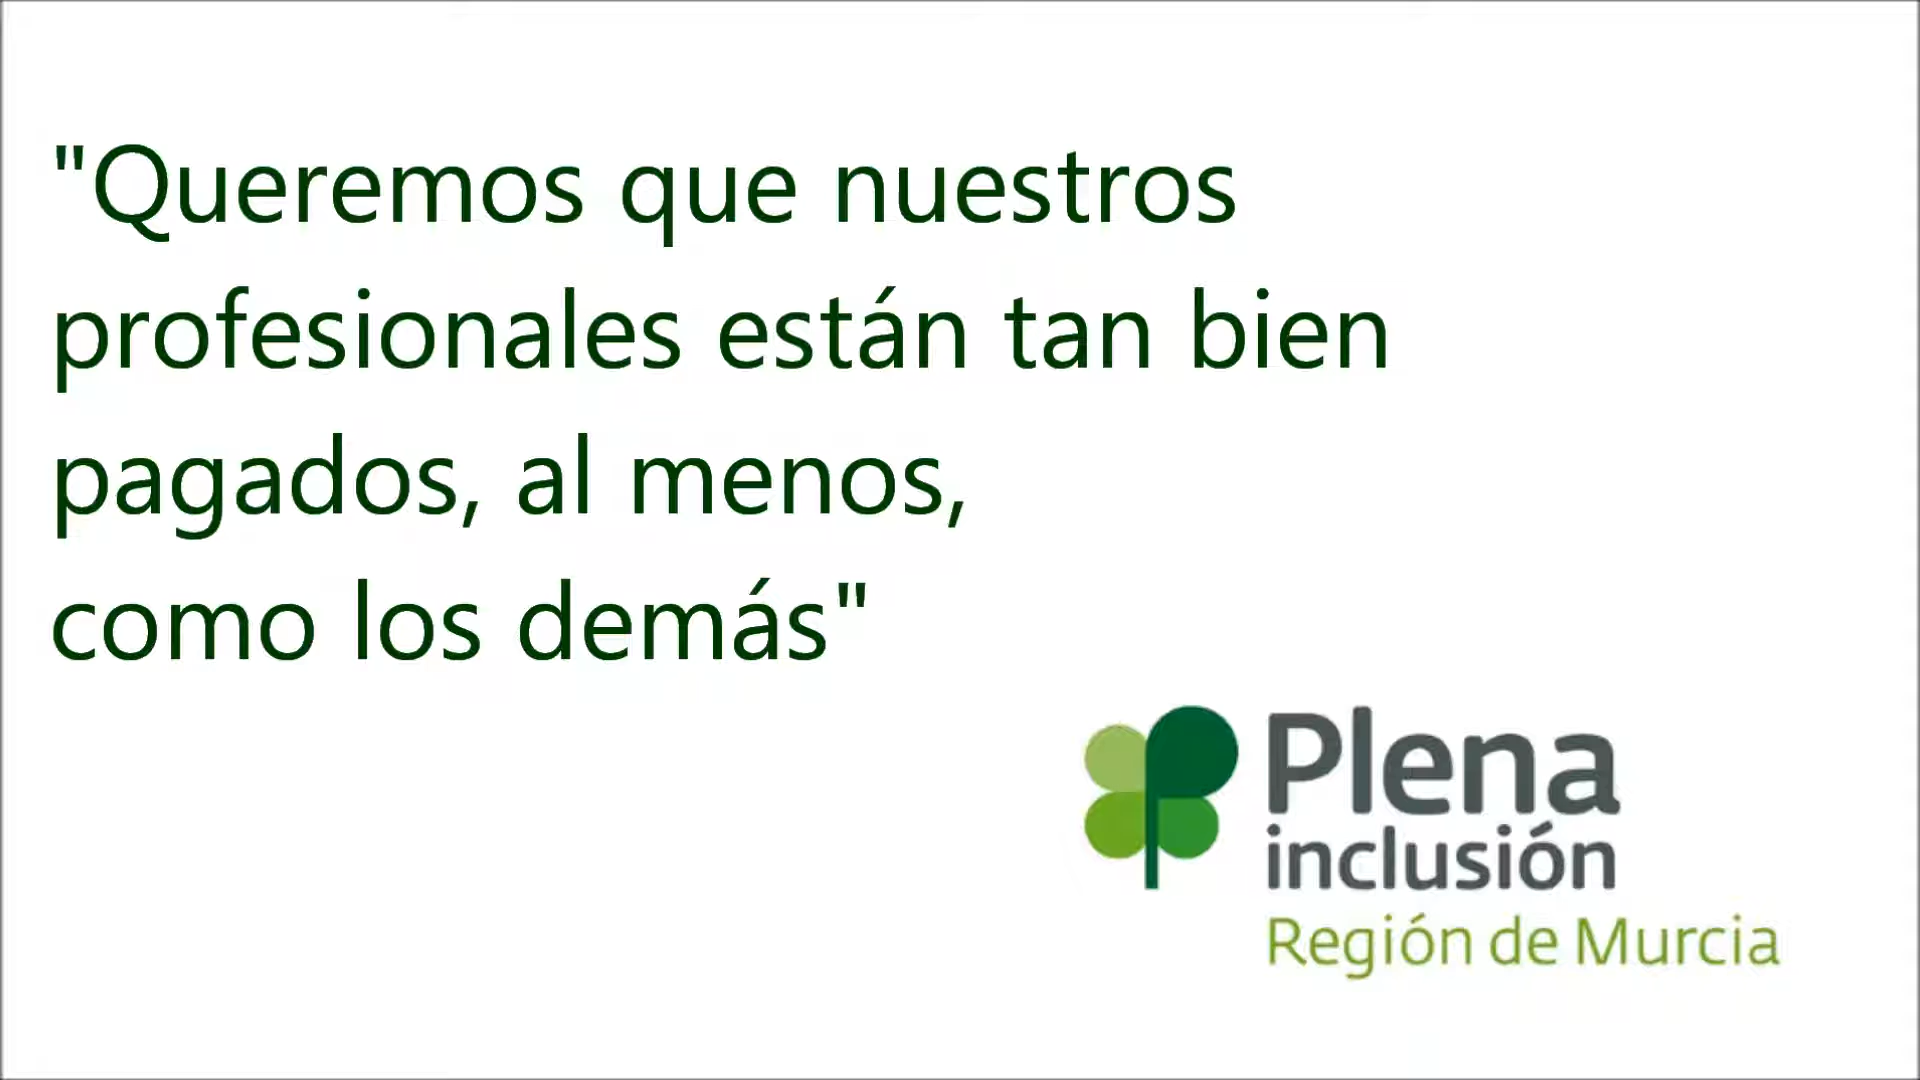 "Queremos que nuestros
profesionales están tan bien
pagados, al menos,
como los demás"
Plena
inclusión
Región de Murcia